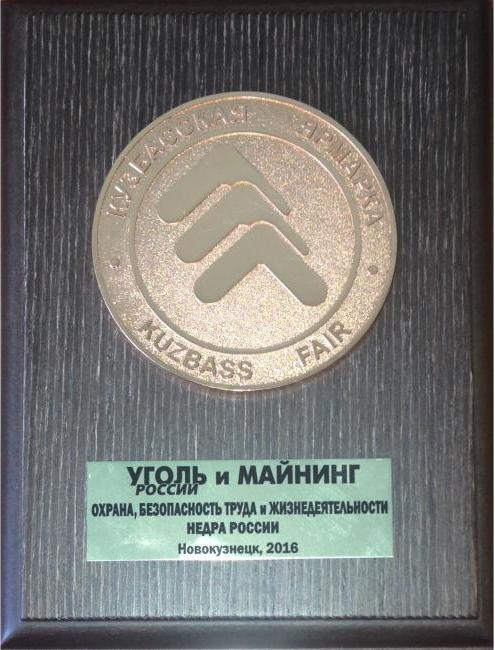 КУЗБАССКАЯ ЯРМАРКА
KUZBASS FAIR
УГОЛЬ и МАЙНИНГ
РОССИИ
ОХРАНА, БЕЗОПАСНОСТЬ ТРУДА и ЖИЗНЕДЕЯТЕЛЬНОСТИ
НЕДРА РОССИИ
Новокузнецк, 2016